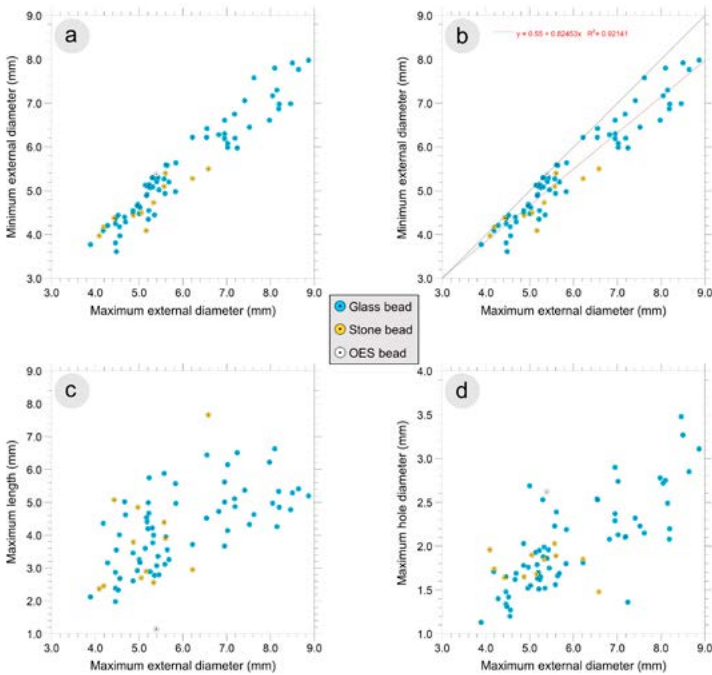 a
Minimum external diameter (mm)
9.0
8.0
7.0
6.0
5.0
4.0
3.0
3.0 4.0 5.0 6.0 7.0 8.0 9.0
Maximum external diameter (mm)
b
y = 0.55 + 0.82453x R²= 0.92141
Minimum external diameter (mm)
9.0
8.0
7.0
6.0
5.0
4.0
3.0
3.0 4.0 5.0 6.0 7.0 8.0 9.0
Maximum external diameter (mm)
Glass bead
Stone bead
OES bead
c
Maximum length (mm)
9.0
8.0
7.0
6.0
5.0
4.0
3.0
2.0
1.0
3.0 4.0 5.0 6.0 7.0 8.0 9.0
Maximum external diameter (mm)
d
Maximum hole diameter (mm)
4.0
3.5
3.0
2.5
2.0
1.5
1.0
3.0 4.0 5.0 6.0 7.0 8.0 9.0
Maximum external diameter (mm)